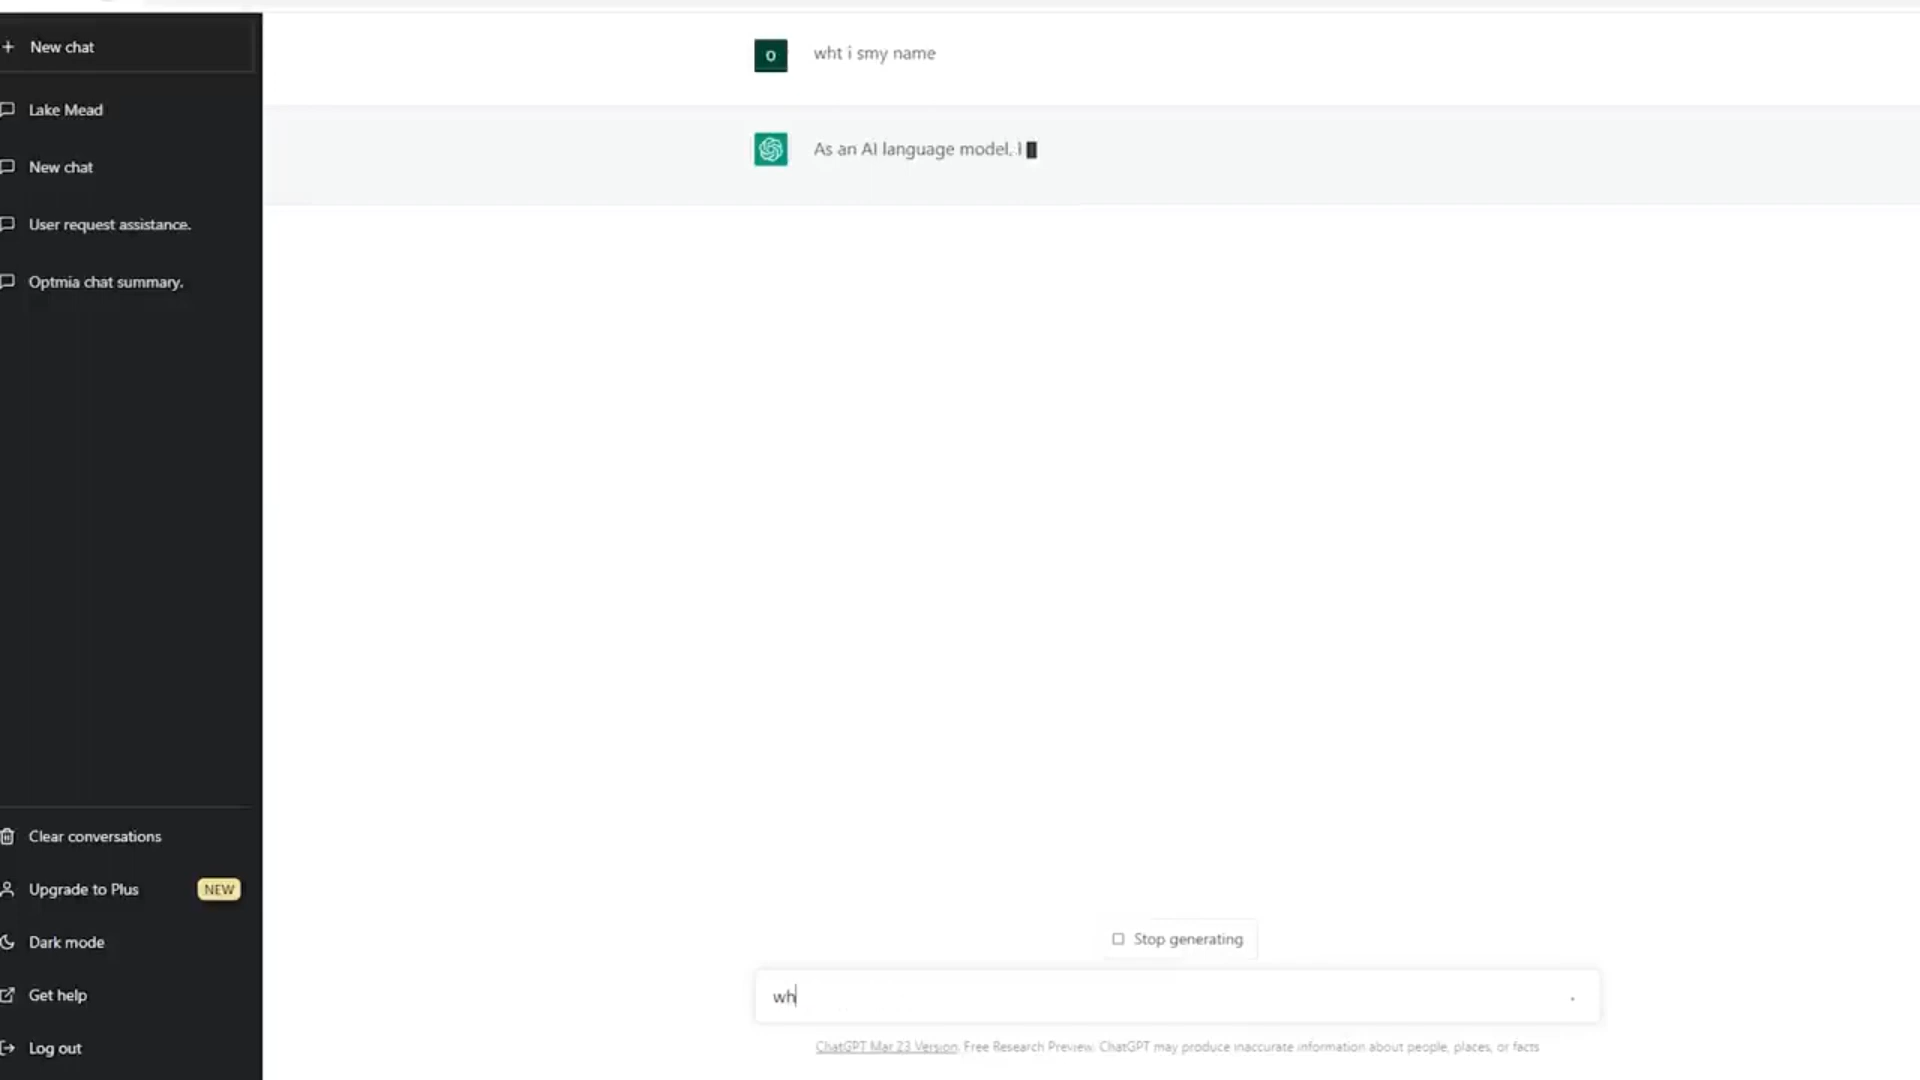 New chat
Lake Mead
New chat
User request assistance.
Optmia chat summary.
Clear conversations
Upgrade to Plus NEW
Dark mode
Get help
Log out
o wht i smy name
As an AI language model, I
Stop generating
wh
ChatGPT Mar 23 Version. Free Research Preview. ChatGPT may produce inaccurate information about people, places, or facts